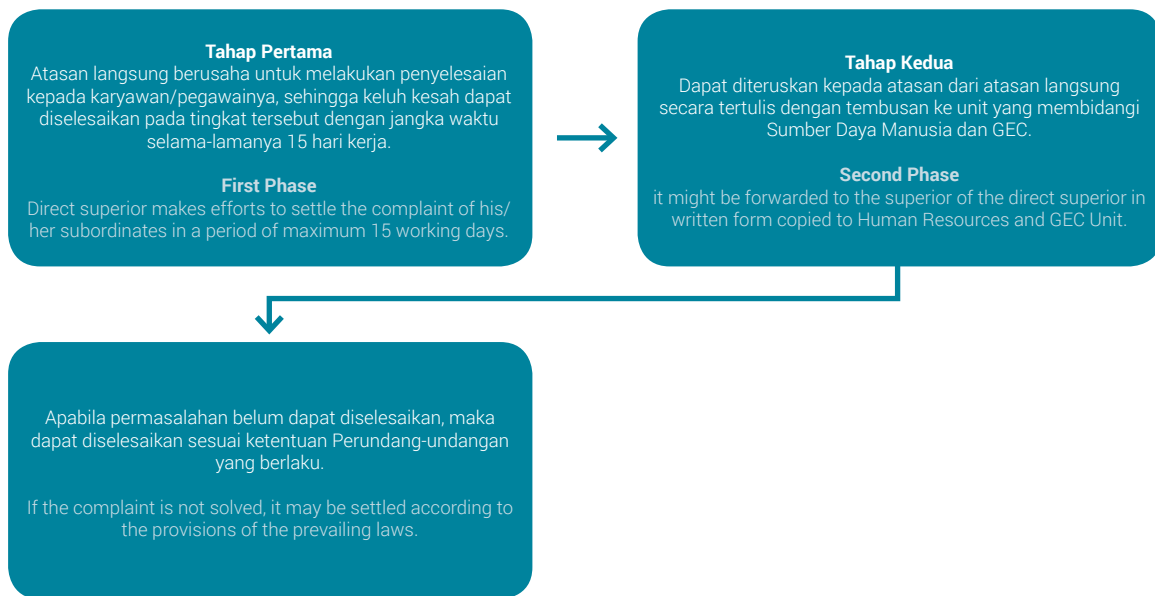 Tahap Pertama
Atasan langsung berusaha untuk melakukan penyelesaian
kepada karyawan/pegawainya, sehingga keluh kesah dapat
diselesaikan pada tingkat tersebut dengan jangka waktu
selama-lamanya 15 hari kerja.
First Phase
Direct superior makes efforts to settle the complaint of his/
her subordinates in a period of maximum 15 working days.
Tahap Kedua
Dapat diteruskan kepada atasan dari atasan langsung
secara tertulis dengan tembusan ke unit yang membidangi
Sumber Daya Manusia dan GEC.
Second Phase
it might be forwarded to the superior of the direct superior in
written form copied to Human Resources and GEC Unit.
Apabila permasalahan belum dapat diselesaikan, maka
dapat diselesaikan sesuai ketentuan Perundang-undangan
yang berlaku.
If the complaint is not solved, it may be settled according to
the provisions of the prevailing laws.